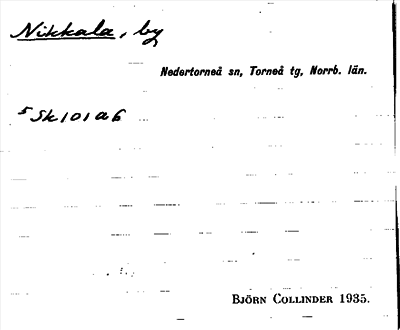 Nikkala, by
Nedertorneå sn, Torneå tg, Norrb. län.
5 Sk101a6
BJÖRN COLLINDER 1935.